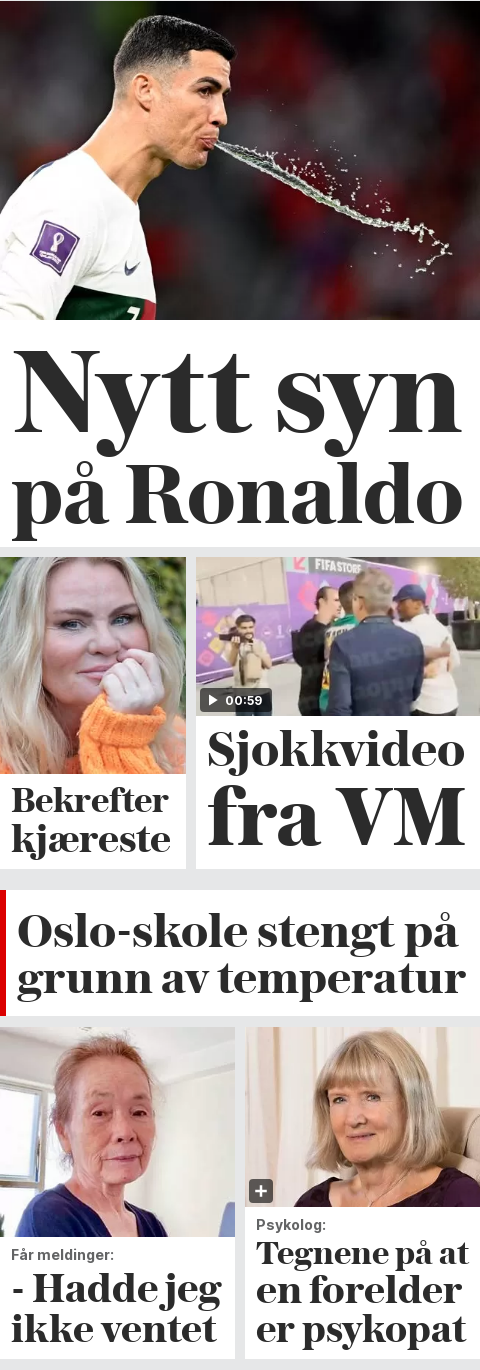 Nytt syn
på Ronaldo
FIFA STORE
00:59
Bekrefter
kjæreste
Sjokkvideo
fra VM
Oslo-skole stengt på
grunn av temperatur
Får meldinger:
- Hadde jeg
ikke ventet
Psykolog:
Tegnene på at
en forelder
er psykopat